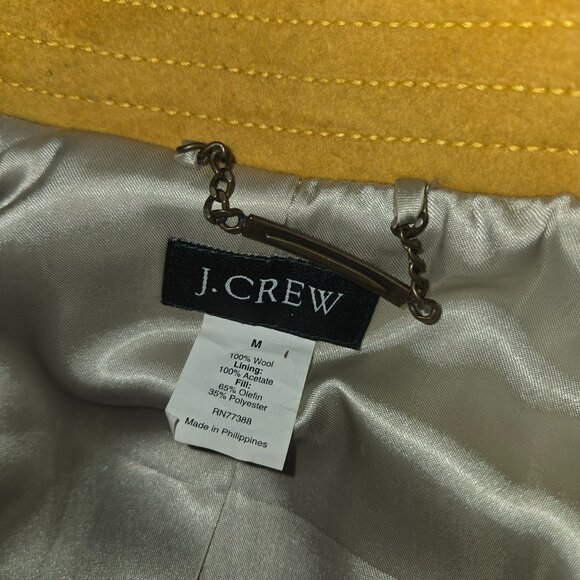 J.CREW
M
100% Wool
Lining:
100% Acetate
Fill:
65% Olefin
35% Polyester
RN77388
Made in Philippines